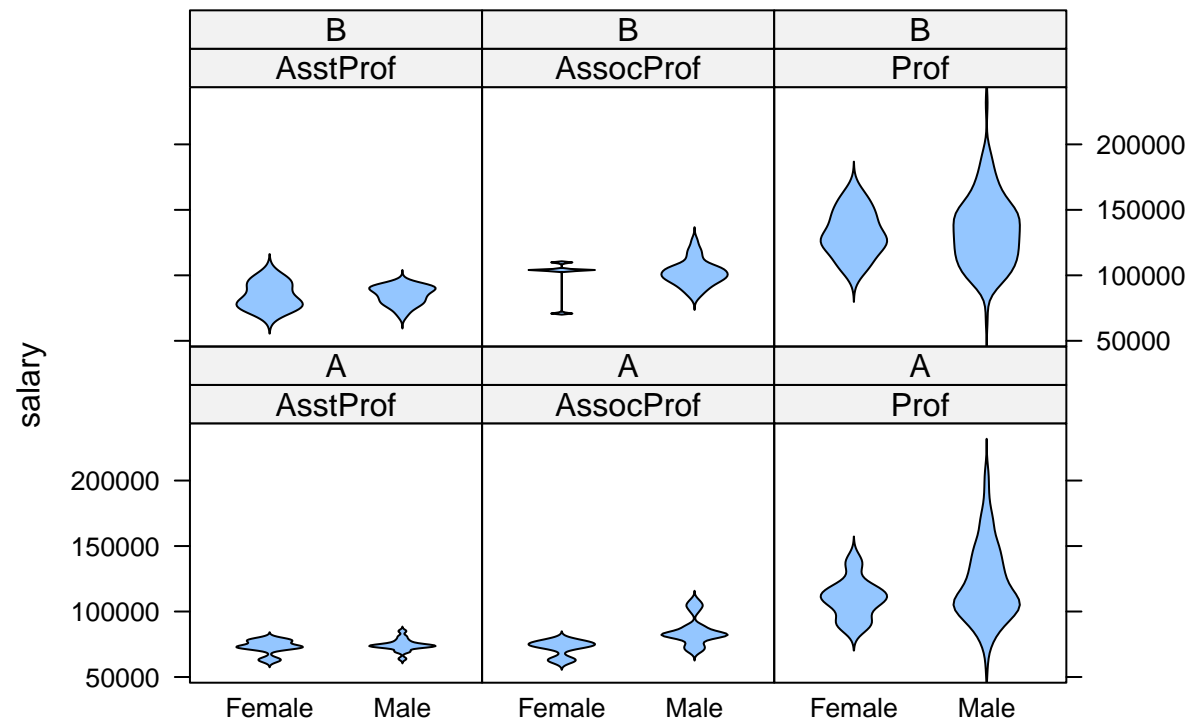 B B B
AsstProf AssocProf Prof
200000
150000
100000
50000
salary
A A A
AsstProf AssocProf Prof
200000
150000
100000
50000
Female Male Female Male Female Male